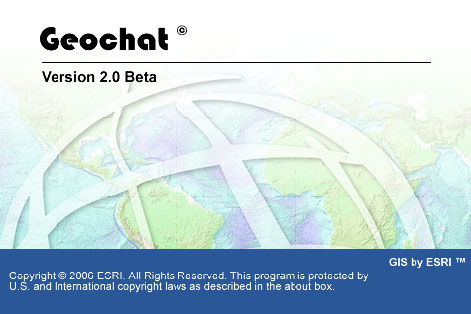 Geochat ©
Version 2.0 Beta
GIS by ESRI ™
Copyright © 2000 ESRI. All Rights Reserved. This program is protected by
U.S. and International copyright laws as described in the about box.